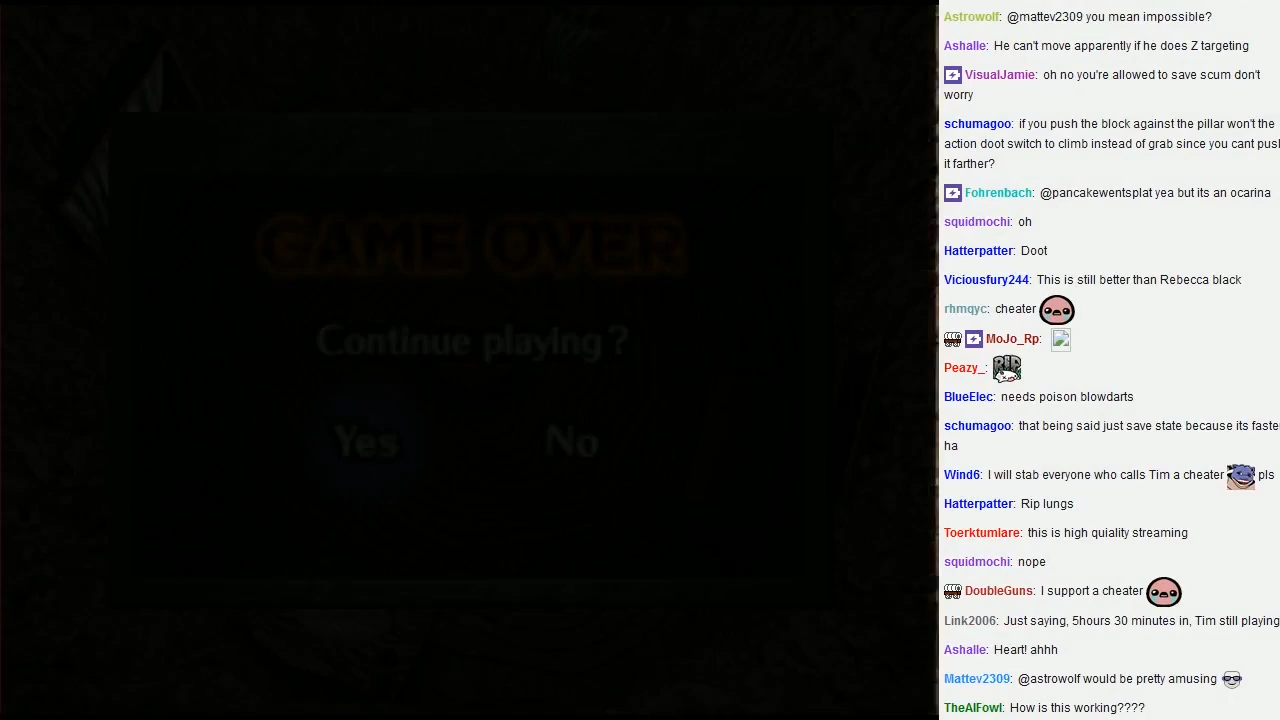 GAME OVER
Continue playing?
Yes No
Astrowolf: @mattev2309 you mean impossible?
Ashalle: He can't move apparently if he does Z targeting
VisualJamie: oh no you're allowed to save scum don't
worry
schumagoo: if you push the block against the pillar won't the
action doot switch to climb instead of grab since you cant push
it farther?
Fohrenbach: @pancakewentsplat yea but its an ocarina
squidmochi: oh
Hatterpatter: Doot
Viciousfury244: This is still better than Rebecca black
rhmqyc: cheater
MoJo_Rp:
Peazy_: RIP
BlueElec: needs poison blowdarts
schumagoo: that being said just save state because its faster
ha
Wind6: I will stab everyone who calls Tim a cheater pls
Hatterpatter: Rip lungs
Toerktumlare: this is high quiality streaming
squidmochi: nope
DoubleGuns: I support a cheater
Link2006: Just saying, 5hours 30 minutes in, Tim still playing
Ashalle: Heart! ahhh
Mattev2309: @astrowolf would be pretty amusing
TheAlFowl: How is this working????